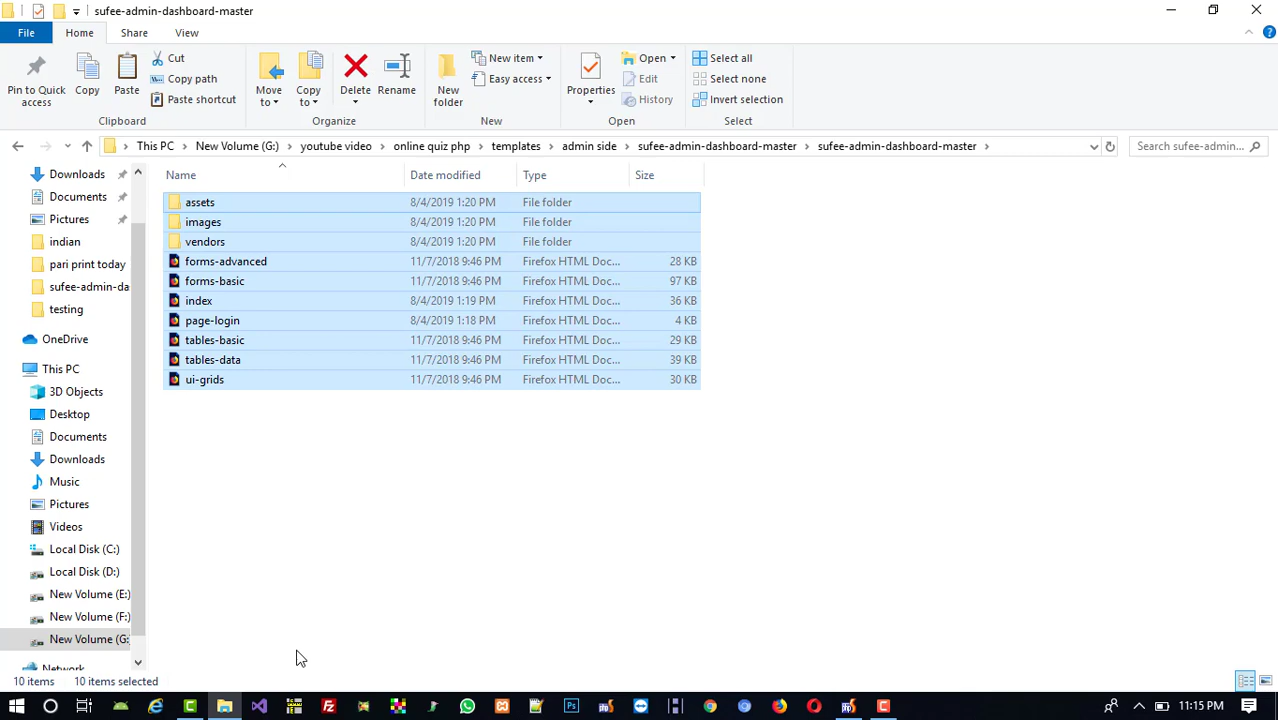 sufee-admin-dashboard-master
File Home Share View
Pin to Quick access
Copy
Paste
Cut
Copy path
Paste shortcut
Clipboard
Move to
Copy to
Delete
Rename
Organize
New folder
New item
Easy access
New
Properties
Open
Edit
History
Open
Select all
Select none
Invert selection
Select
This PC New Volume (G:) youtube video online quiz php templates admin side sufee-admin-dashboard-master sufee-admin-dashboard-master
Search sufee-admin...
Downloads
Documents
Pictures
indian
pari print today
sufee-admin-da
testing
OneDrive
This PC
3D Objects
Desktop
Documents
Downloads
Music
Pictures
Videos
Local Disk (C:)
Local Disk (D:)
New Volume (E:)
New Volume (F:)
New Volume (G:
Network
Name Date modified Type Size
assets 8/4/2019 1:20 PM File folder
images 8/4/2019 1:20 PM File folder
vendors 8/4/2019 1:20 PM File folder
forms-advanced 11/7/2018 9:46 PM Firefox HTML Doc... 28 KB
forms-basic 11/7/2018 9:46 PM Firefox HTML Doc... 97 KB
index 8/4/2019 1:19 PM Firefox HTML Doc... 36 KB
page-login 8/4/2019 1:18 PM Firefox HTML Doc... 4 KB
tables-basic 11/7/2018 9:46 PM Firefox HTML Doc... 29 KB
tables-data 11/7/2018 9:46 PM Firefox HTML Doc... 39 KB
ui-grids 11/7/2018 9:46 PM Firefox HTML Doc... 30 KB
10 items 10 items selected
11:15 PM